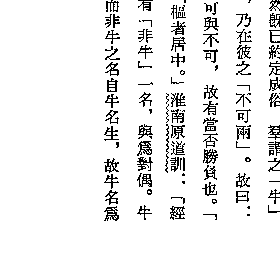 然旣已約定成俗　羣謂之「牛」
，乃在彼之「不可兩」。故曰：
可與不可，故有當否勝負也。「
「樞者居中。」淮南原道訓：「經
有「非牛」一名，與爲對偶。牛
而非牛之名自牛名生，故牛名爲